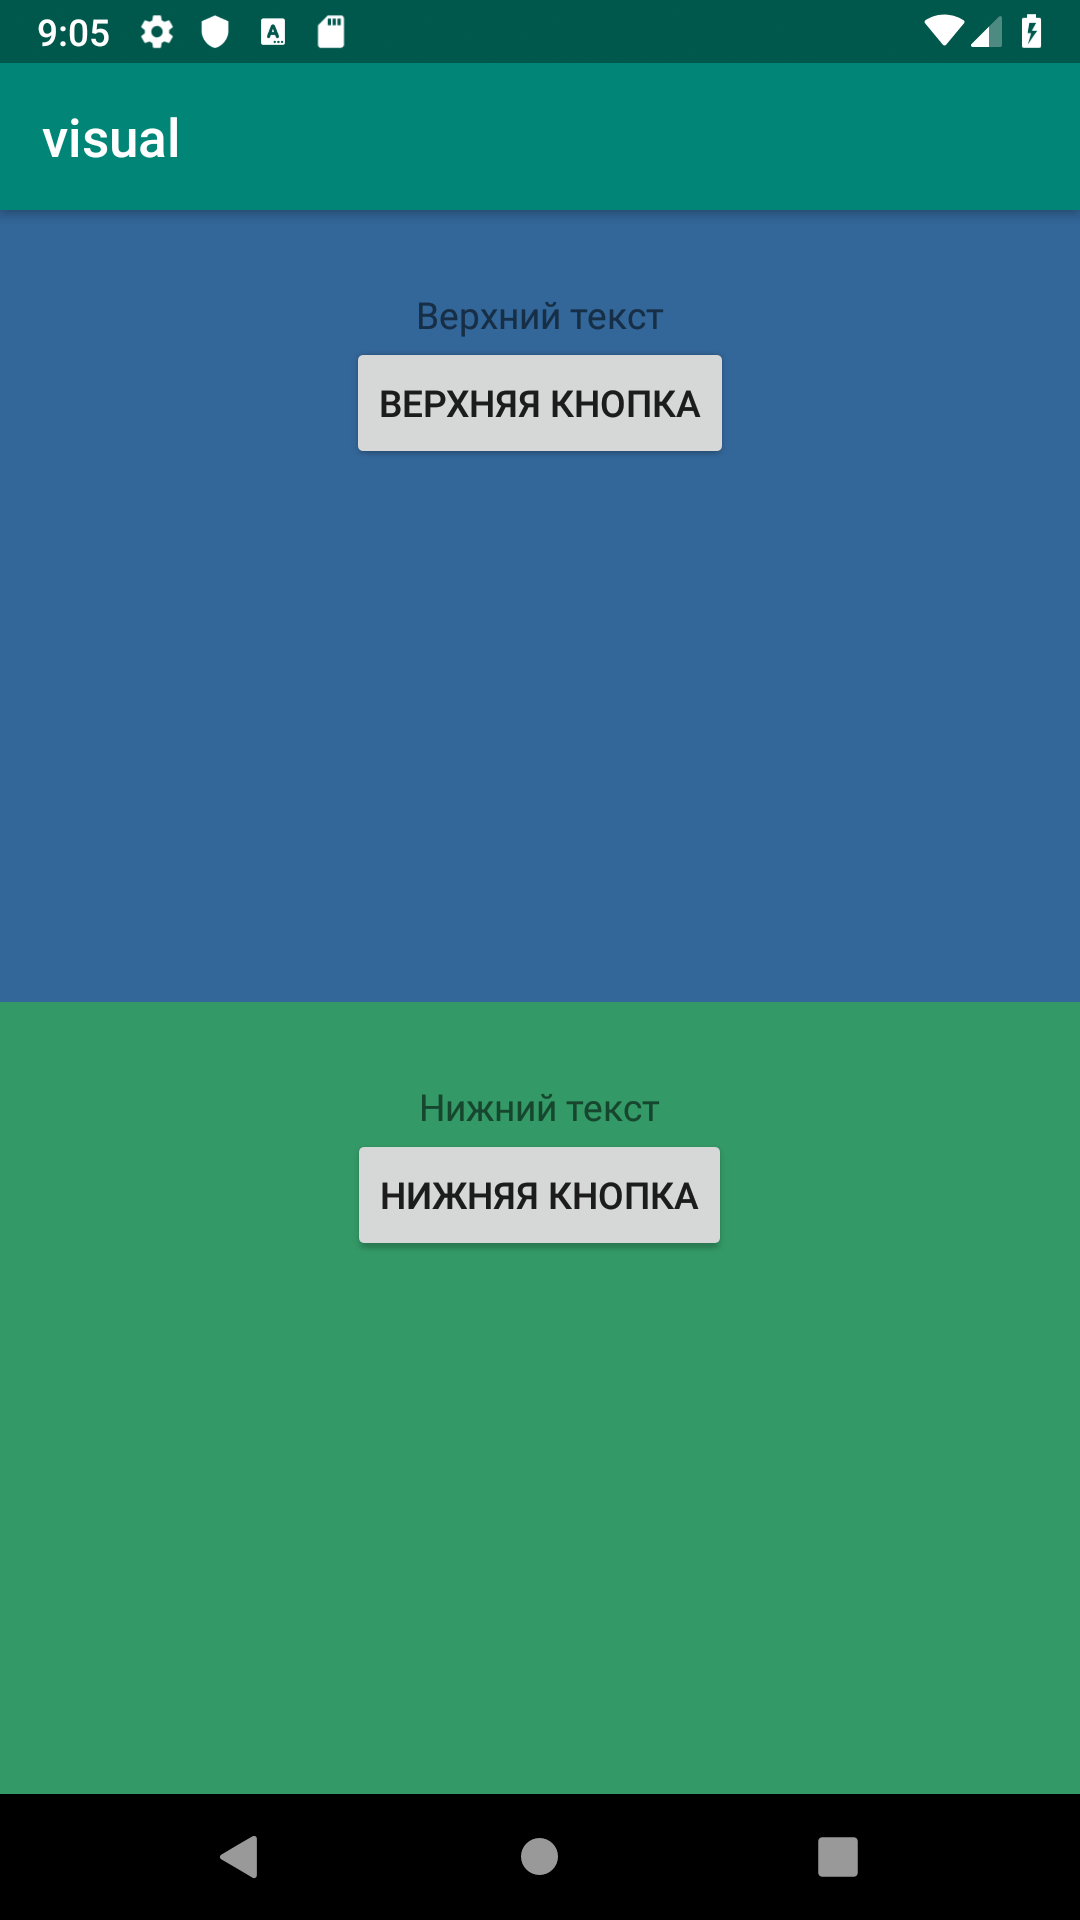 9:05
visual
Верхний текст
ВЕРХНЯЯ КНОПКА
Нижний текст
НИЖНЯЯ КНОПКА